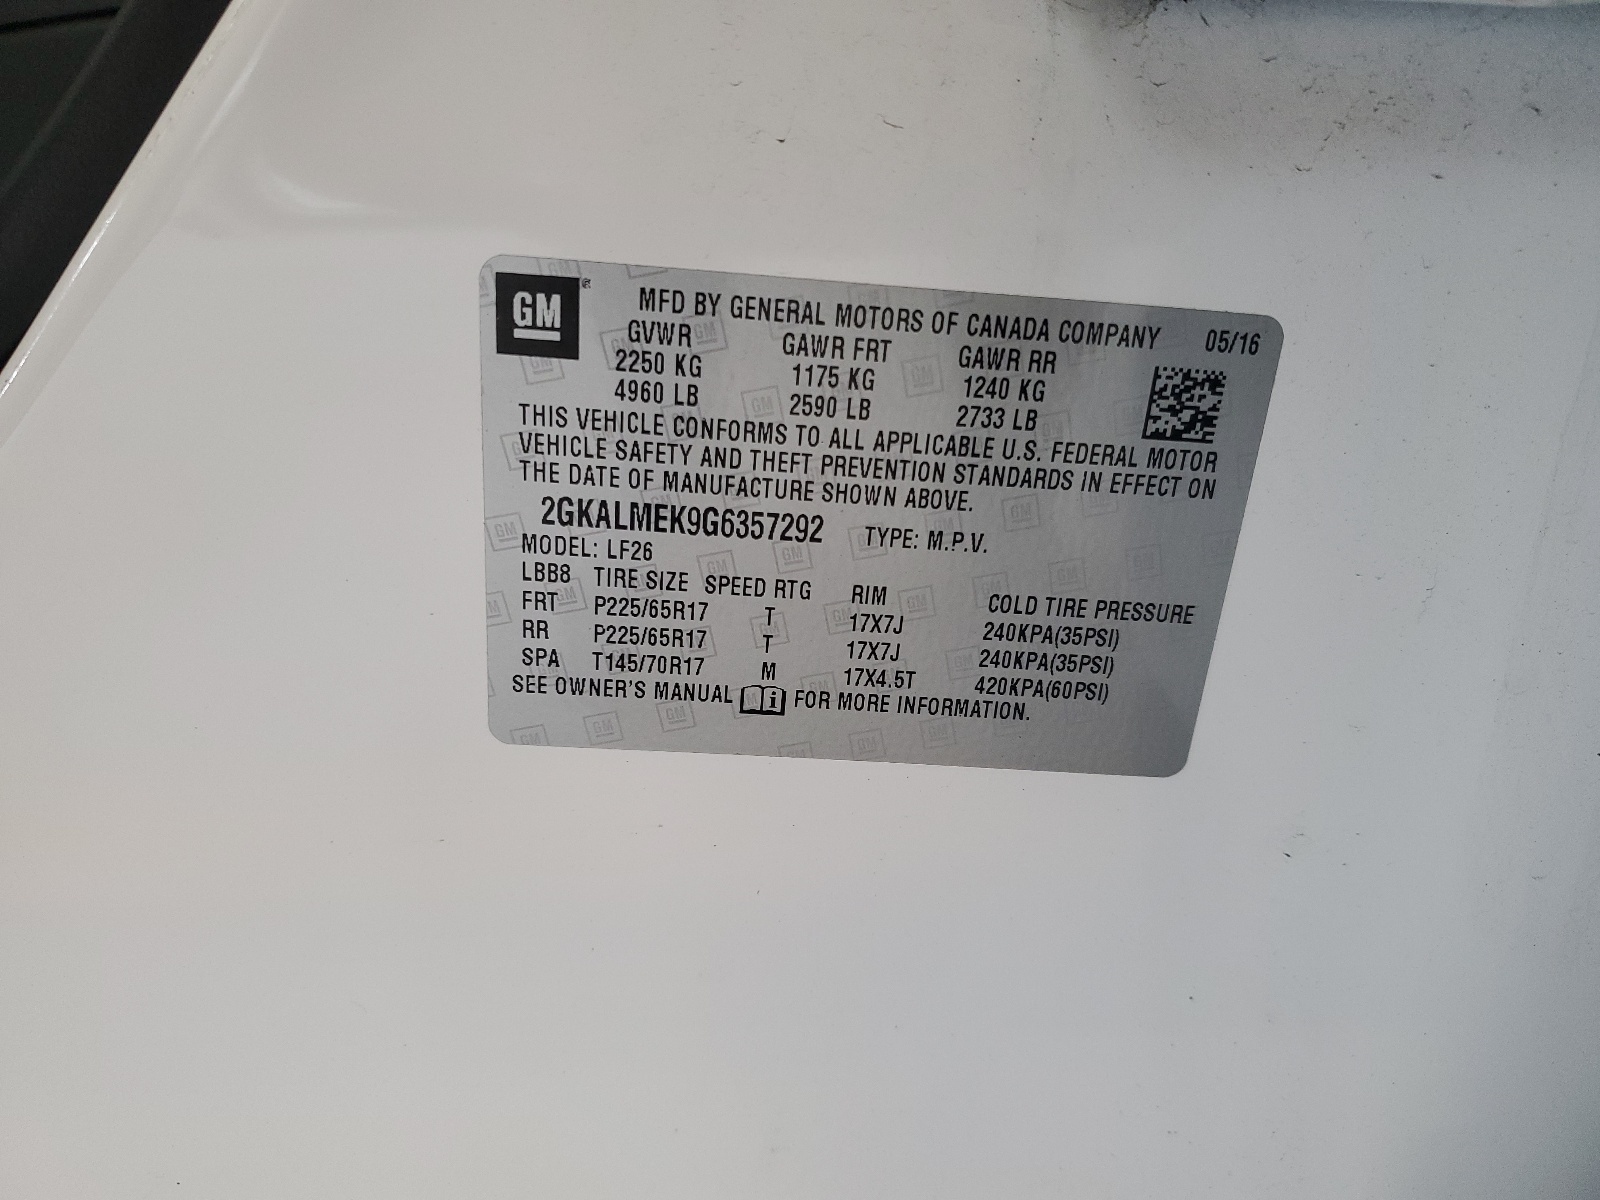 GM
MFD BY GENERAL MOTORS OF CANADA COMPANY 05/16
GVWR GAWR FRT GAWR RR
2250 KG 1175 KG 1240 KG
4960 LB 2590 LB 2733 LB
THIS VEHICLE CONFORMS TO ALL APPLICABLE U.S. FEDERAL MOTOR
VEHICLE SAFETY AND THEFT PREVENTION STANDARDS IN EFFECT ON
THE DATE OF MANUFACTURE SHOWN ABOVE.
2GKALMEK9G6357292 TYPE: M.P.V.
MODEL: LF26
LBB8 TIRE SIZE SPEED RTG RIM COLD TIRE PRESSURE
FRT P225/65R17 T 17X7J 240KPA(35PSI)
RR P225/65R17 T 17X7J 240KPA(35PSI)
SPA T145/70R17 M 17X4.5T 420KPA(60PSI)
SEE OWNER'S MANUAL i FOR MORE INFORMATION.